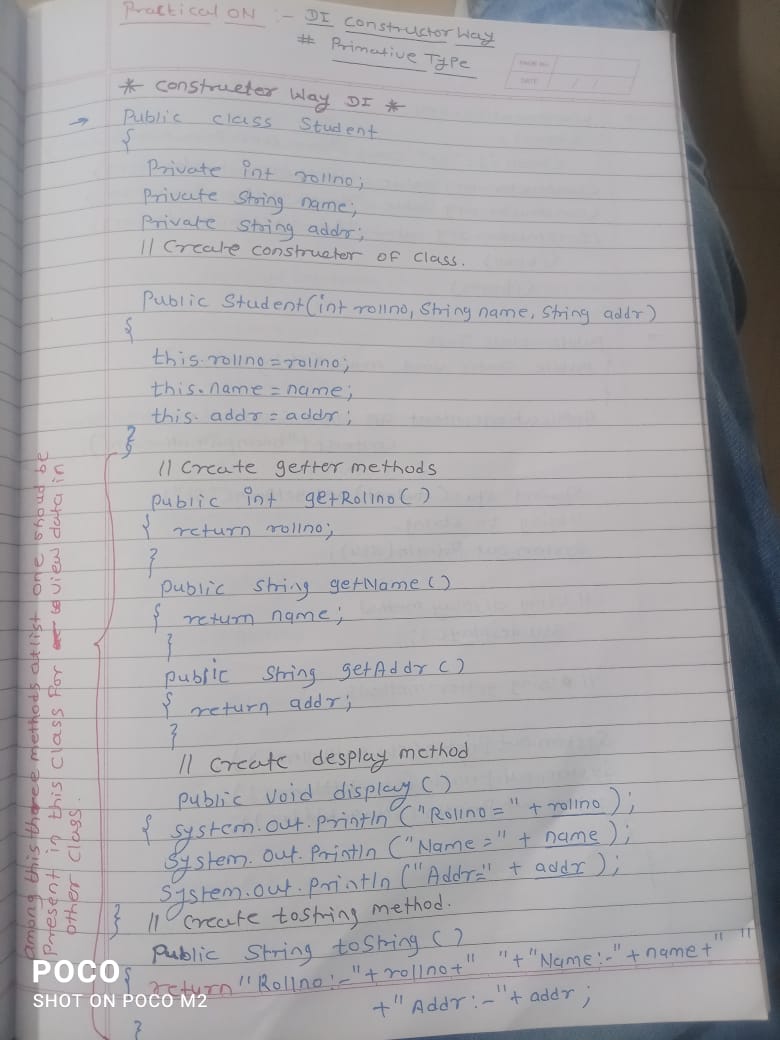 Practical ON :- DI Constructor Way
# Primative Type
PAGE NO.
DATE
* Constructer Way DI *
→ Public class Student
{
Private int rollno;
Private String name;
Private String addr;
// Create constructor of class.
Public Student(int rollno, String name, String addr)
{
this.rollno=rollno;
this.name = name;
this.addr = addr;
}
// Create getter methods
public int getRollno()
{ return rollno;
}
public String getName()
{ return name;
}
public String getAddr()
{ return addr;
}
// Create desplay method
public void display()
{ system.out.println ("Rollno=" + rollno);
System.out.println ("Name=" + name);
System.out.println ("Addr=" + addr);
} // Create toString method.
Public String toString()
{ return "Rollno:-"+rollno+" "+"Name:-"+name+" "
+"Addr:-"+addr;
}
Among this three methods atlist one shoud be
Present in this class for view data in
other class.
POCO
SHOT ON POCO M2